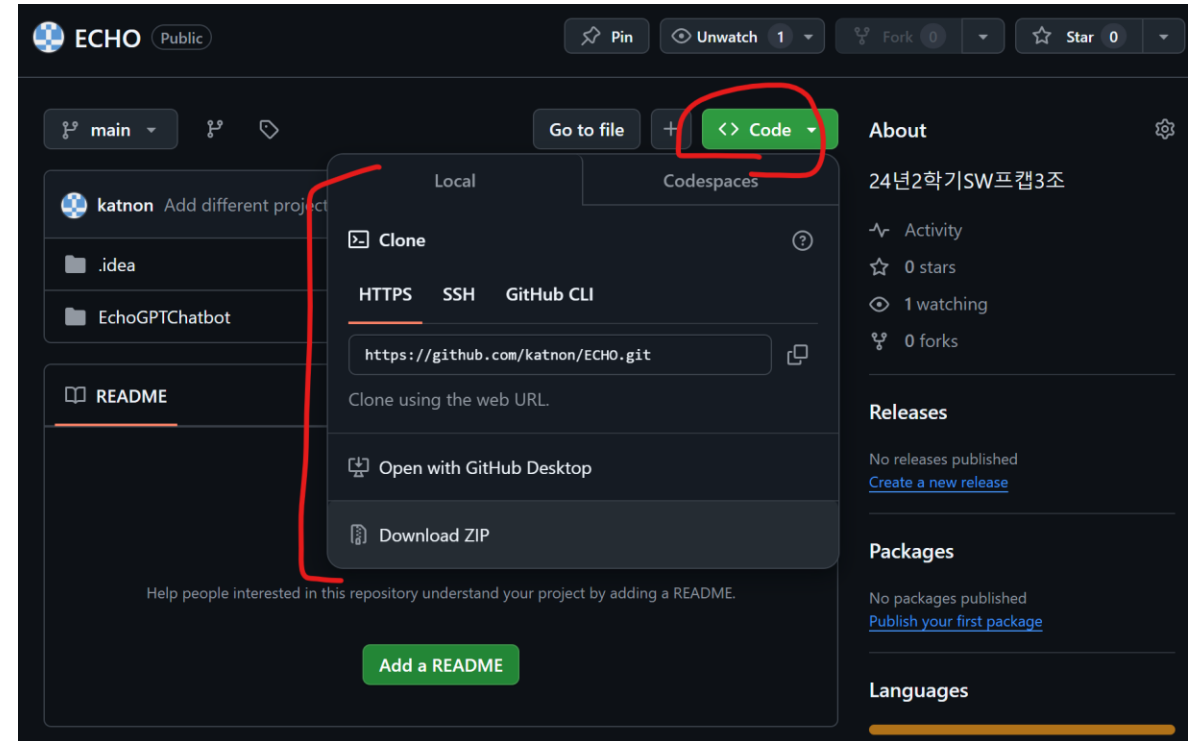 ECHO Public
Pin
Unwatch 1
Fork 0
Star 0
main
Go to file
Code
katnon Add different project
.idea
EchoGPTChatbot
README
Local
Codespaces
Clone
HTTPS SSH GitHub CLI
https://github.com/katnon/ECHO.git
Clone using the web URL.
Open with GitHub Desktop
Download ZIP
Help people interested in this repository understand your project by adding a README.
Add a README
About
24년2학기SW프캡3조
Activity
0 stars
1 watching
0 forks
Releases
No releases published
Create a new release
Packages
No packages published
Publish your first package
Languages